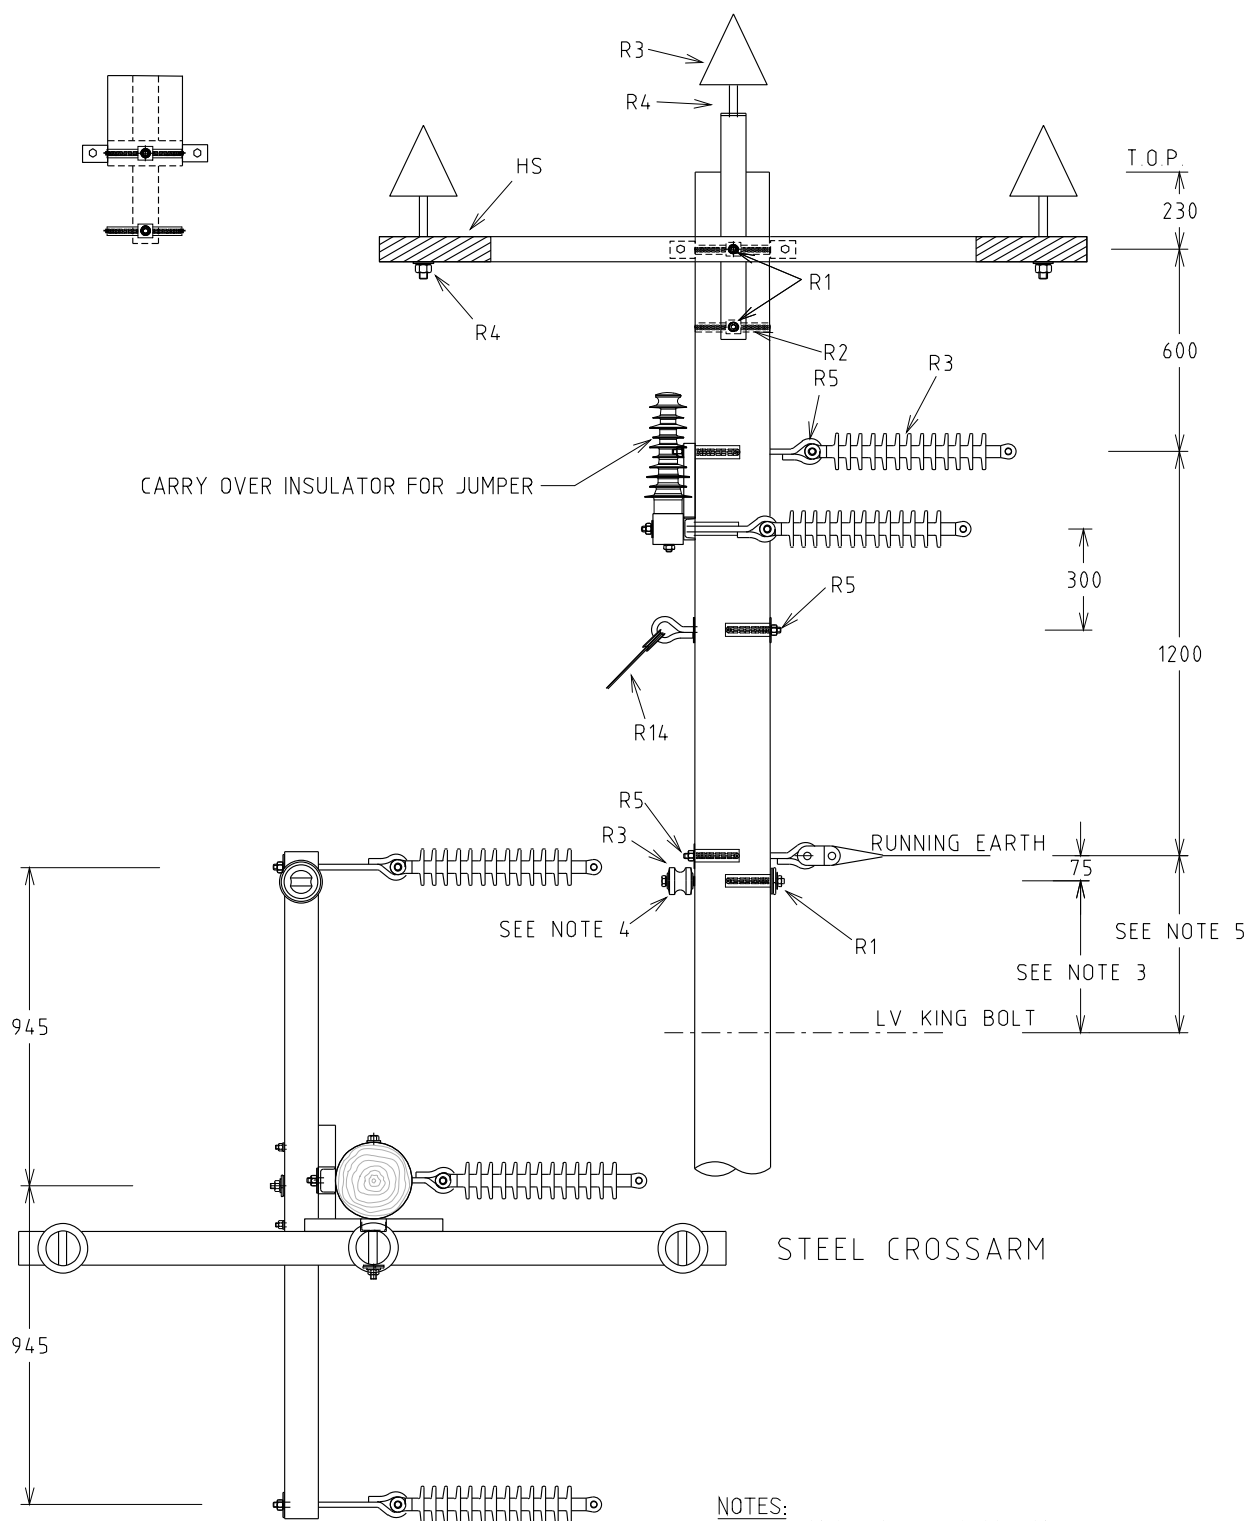 R3
R4
T.O.P.
HS
230
R1
R4
R2
600
R5
R3
CARRY OVER INSULATOR FOR JUMPER
300
R5
1200
R14
R5
R3
RUNNING EARTH
75
SEE NOTE 4
R1
SEE NOTE 5
SEE NOTE 3
LV KING BOLT
945
STEEL CROSSARM
945
NOTES: